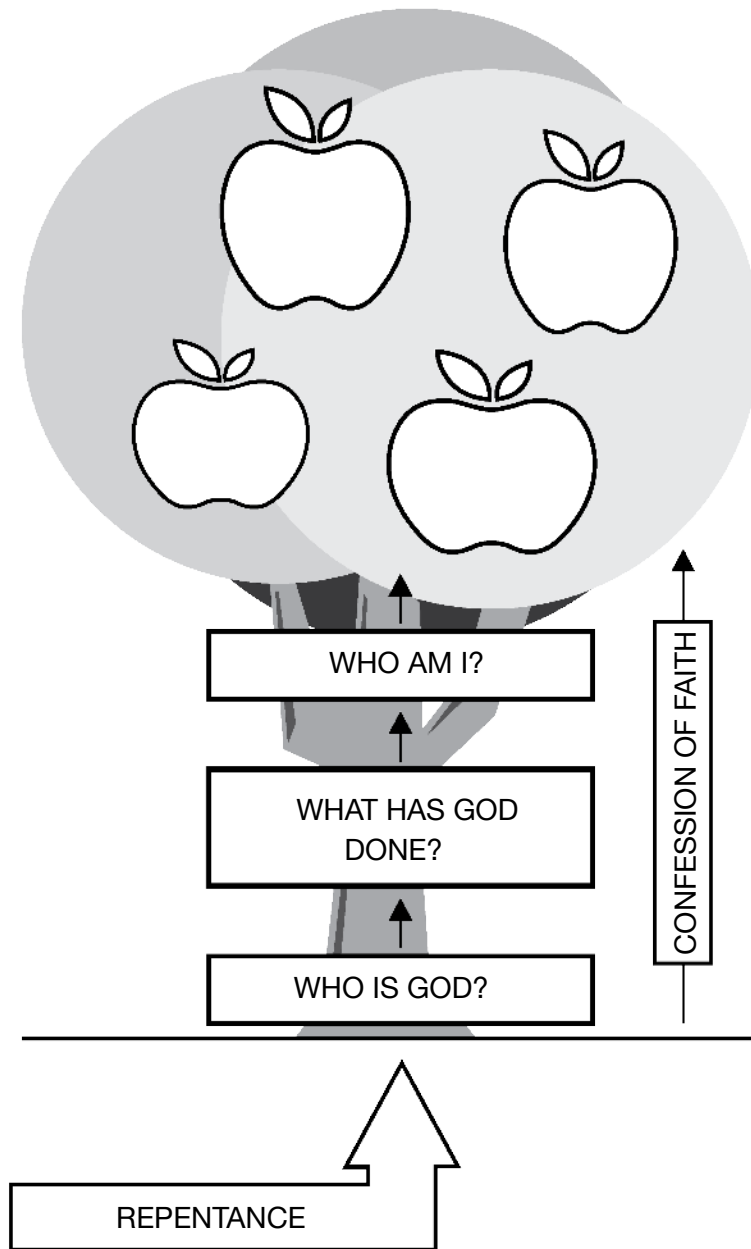 WHO AM I?
WHAT HAS GOD
DONE?
WHO IS GOD?
CONFESSION OF FAITH
REPENTANCE